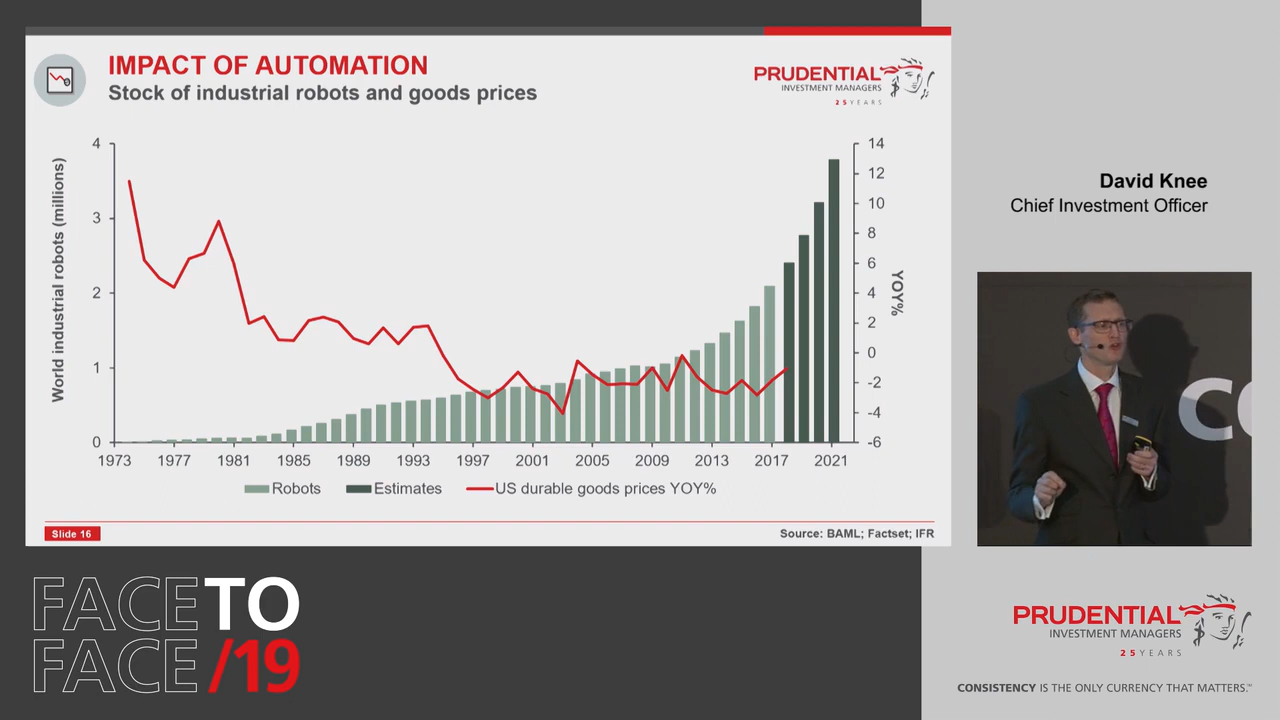 IMPACT OF AUTOMATION
Stock of industrial robots and goods prices
PRUDENTIAL
INVESTMENT MANAGERS
25 YEARS
World industrial robots (millions)
4
3
2
1
0
14
12
10
8
6
4
2
0
-2
-4
-6
YOY%
1973 1977 1981 1985 1989 1993 1997 2001 2005 2009 2013 2017 2021
Robots Estimates US durable goods prices YOY%
Slide 16
Source: BAML; Factset; IFR
David Knee
Chief Investment Officer
FACE TO
FACE /19
PRUDENTIAL
INVESTMENT MANAGERS
25 YEARS
CONSISTENCY IS THE ONLY CURRENCY THAT MATTERS.™